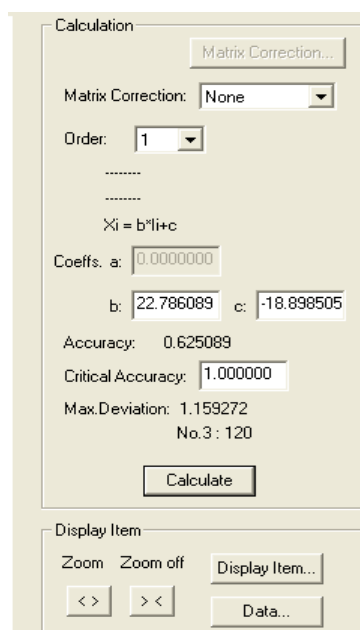 Calculation
Matrix Correction...
Matrix Correction: None
Order: 1
--------
--------
Xi = b*Ii+c
Coeffs. a: 0.0000000
b: 22.786089 c: -18.898505
Accuracy: 0.625089
Critical Accuracy: 1.000000
Max.Deviation: 1.159272
No.3 : 120
Calculate
Display Item
Zoom Zoom off Display Item...
< > > < Data...